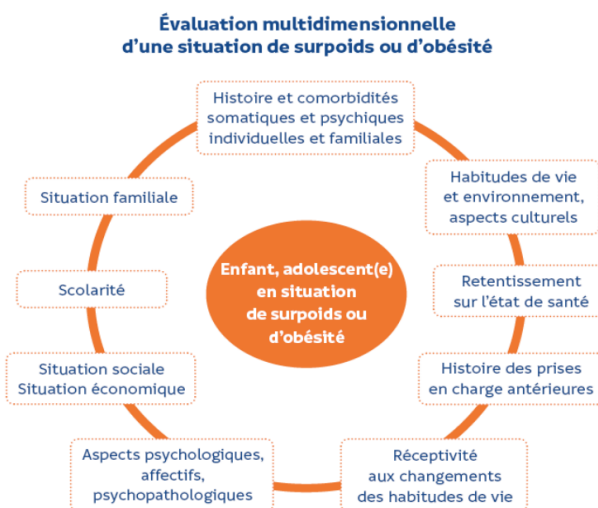 Évaluation multidimensionnelle
d'une situation de surpoids ou d'obésité
Histoire et comorbidités
somatiques et psychiques
individuelles et familiales
Habitudes de vie
et environnement,
aspects culturels
Retentissement
sur l'état de santé
Histoire des prises
en charge antérieures
Réceptivité
aux changements
des habitudes de vie
Aspects psychologiques,
affectifs,
psychopathologiques
Situation sociale
Situation économique
Scolarité
Situation familiale
Enfant, adolescent(e)
en situation
de surpoids ou
d'obésité